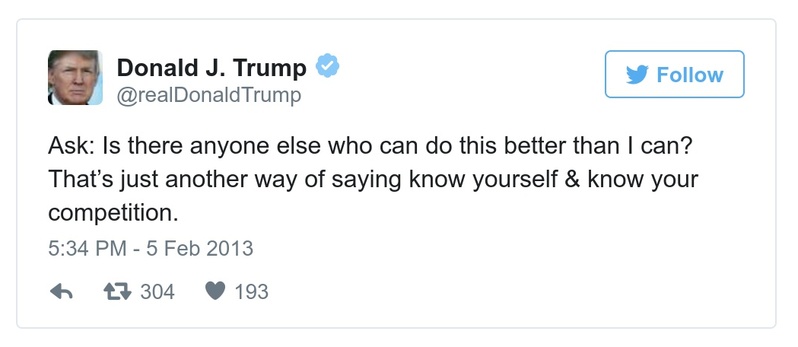 Donald J. Trump
@realDonaldTrump
Follow
Ask: Is there anyone else who can do this better than I can?
That’s just another way of saying know yourself & know your
competition.
5:34 PM - 5 Feb 2013
304 193